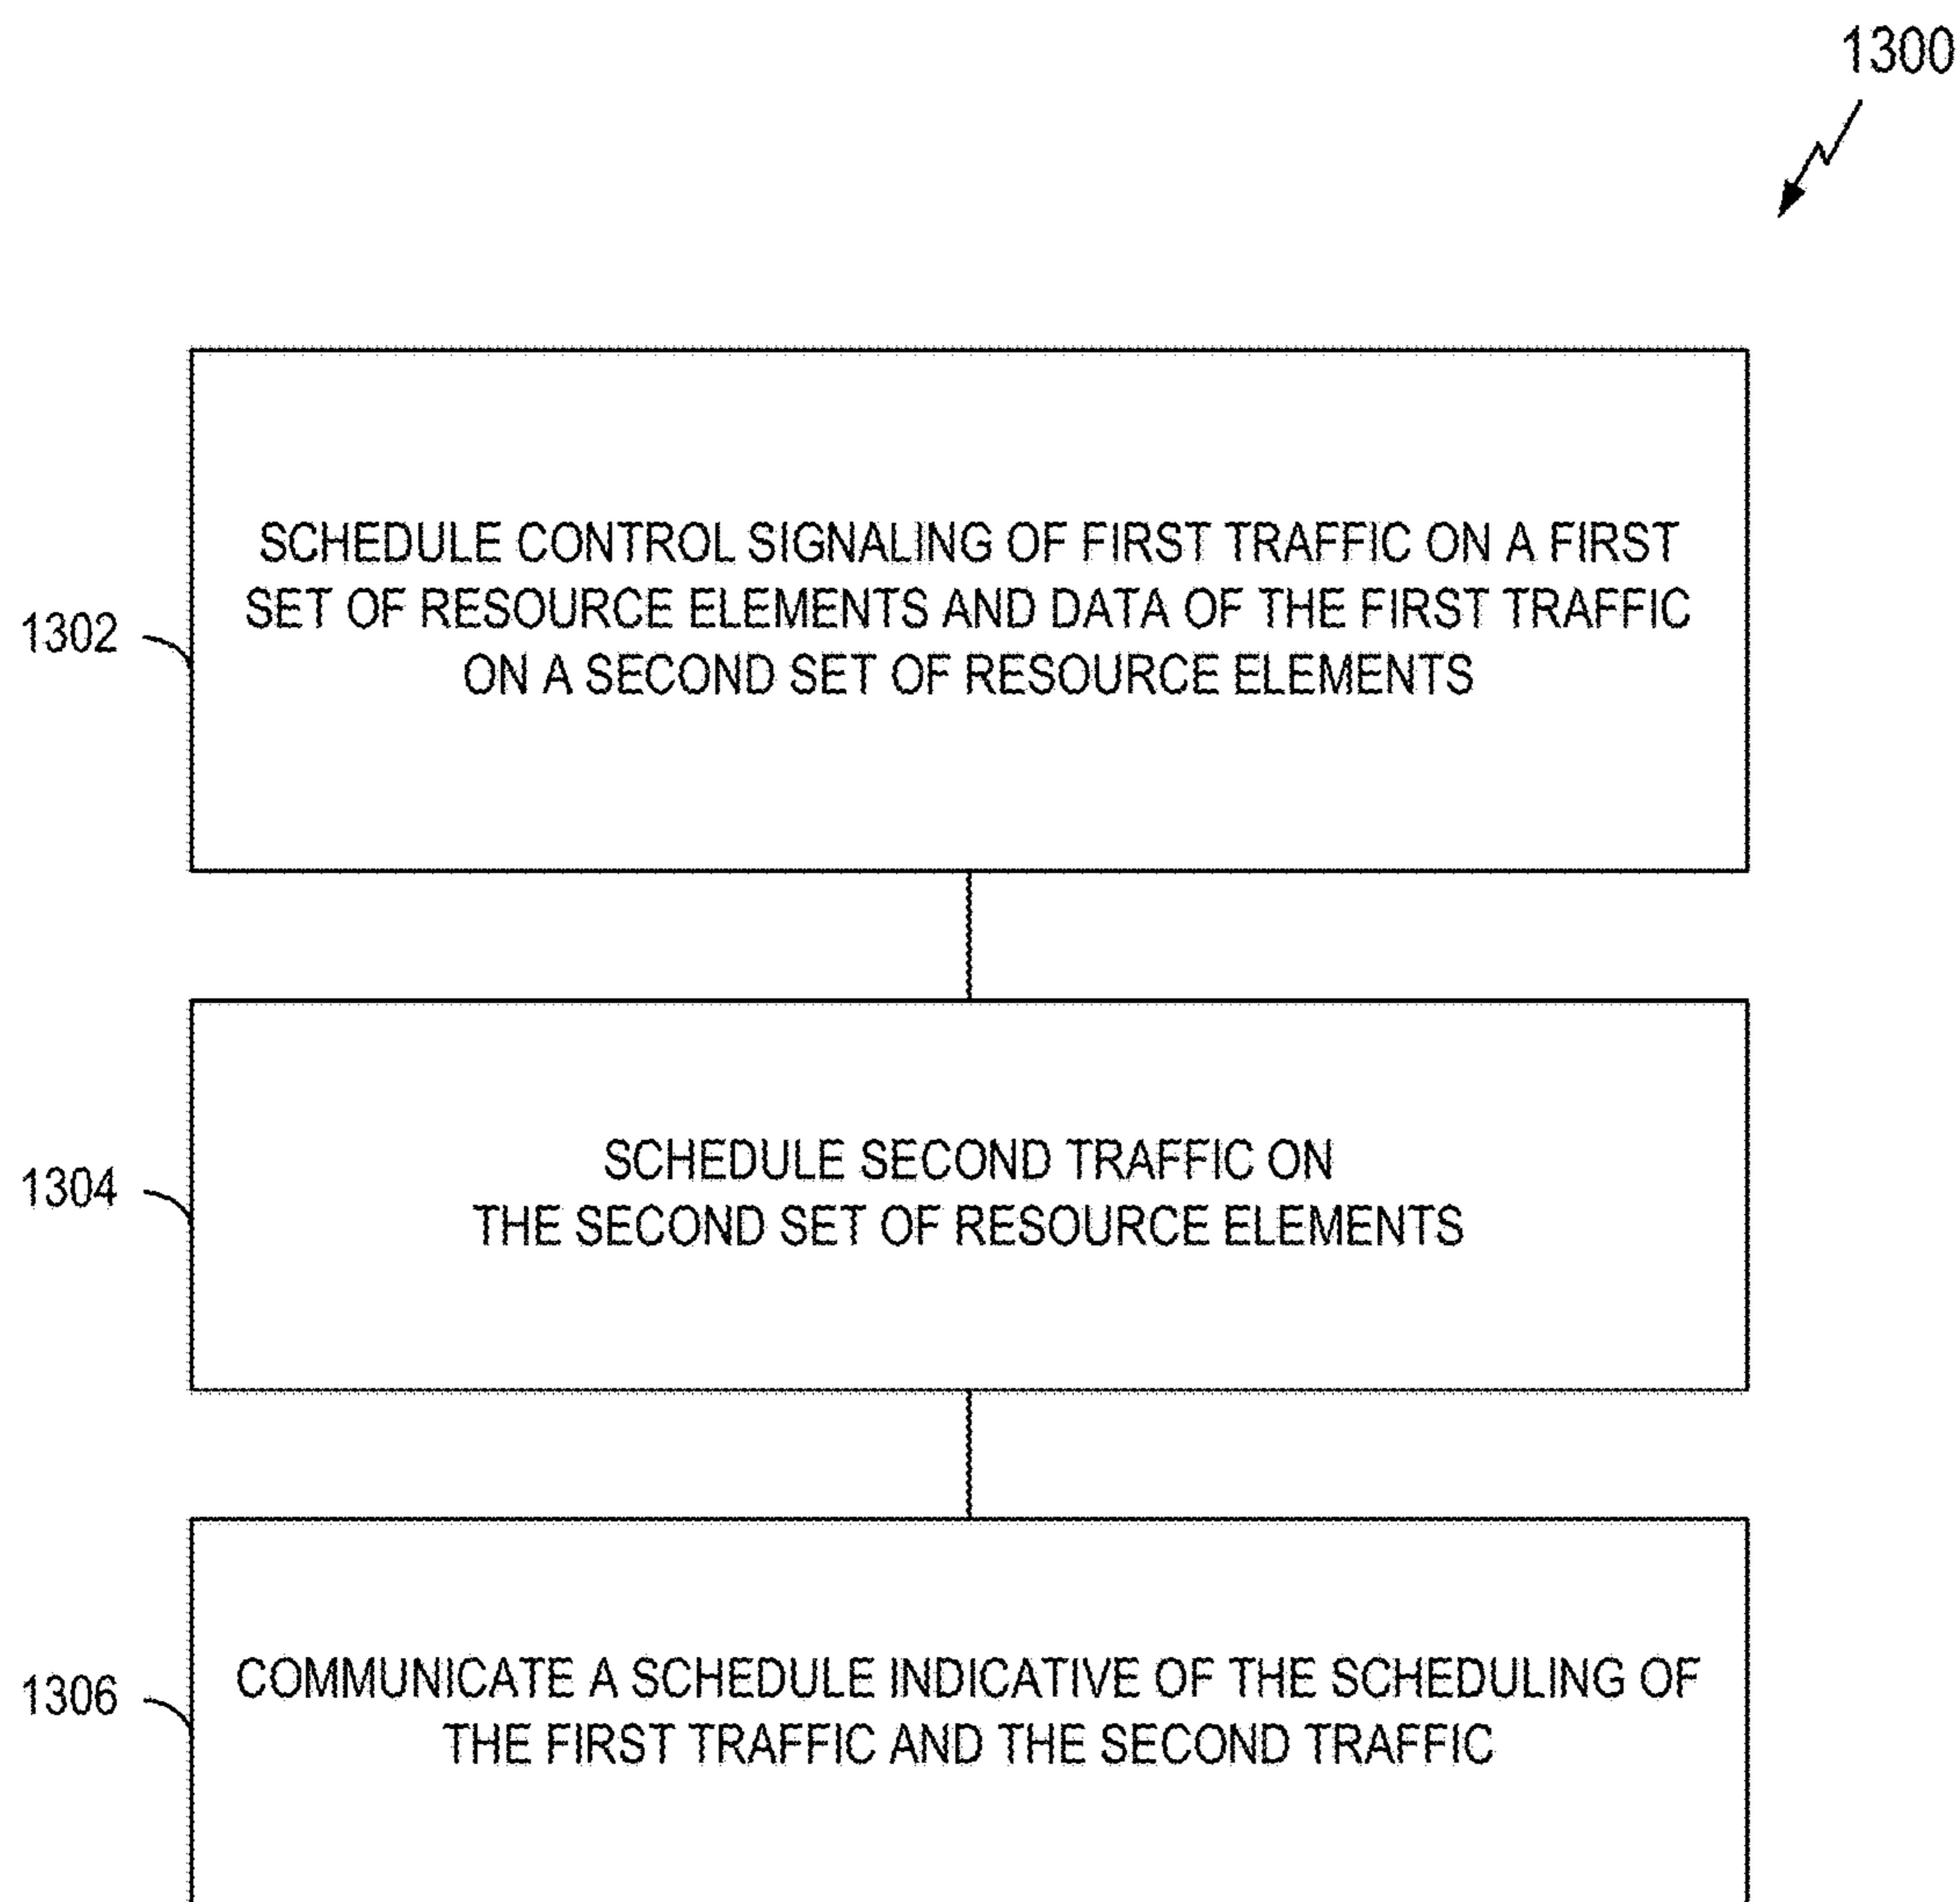 1300
1302
SCHEDULE CONTROL SIGNALING OF FIRST TRAFFIC ON A FIRST
SET OF RESOURCE ELEMENTS AND DATA OF THE FIRST TRAFFIC
ON A SECOND SET OF RESOURCE ELEMENTS
1304
SCHEDULE SECOND TRAFFIC ON
THE SECOND SET OF RESOURCE ELEMENTS
1306
COMMUNICATE A SCHEDULE INDICATIVE OF THE SCHEDULING OF
THE FIRST TRAFFIC AND THE SECOND TRAFFIC